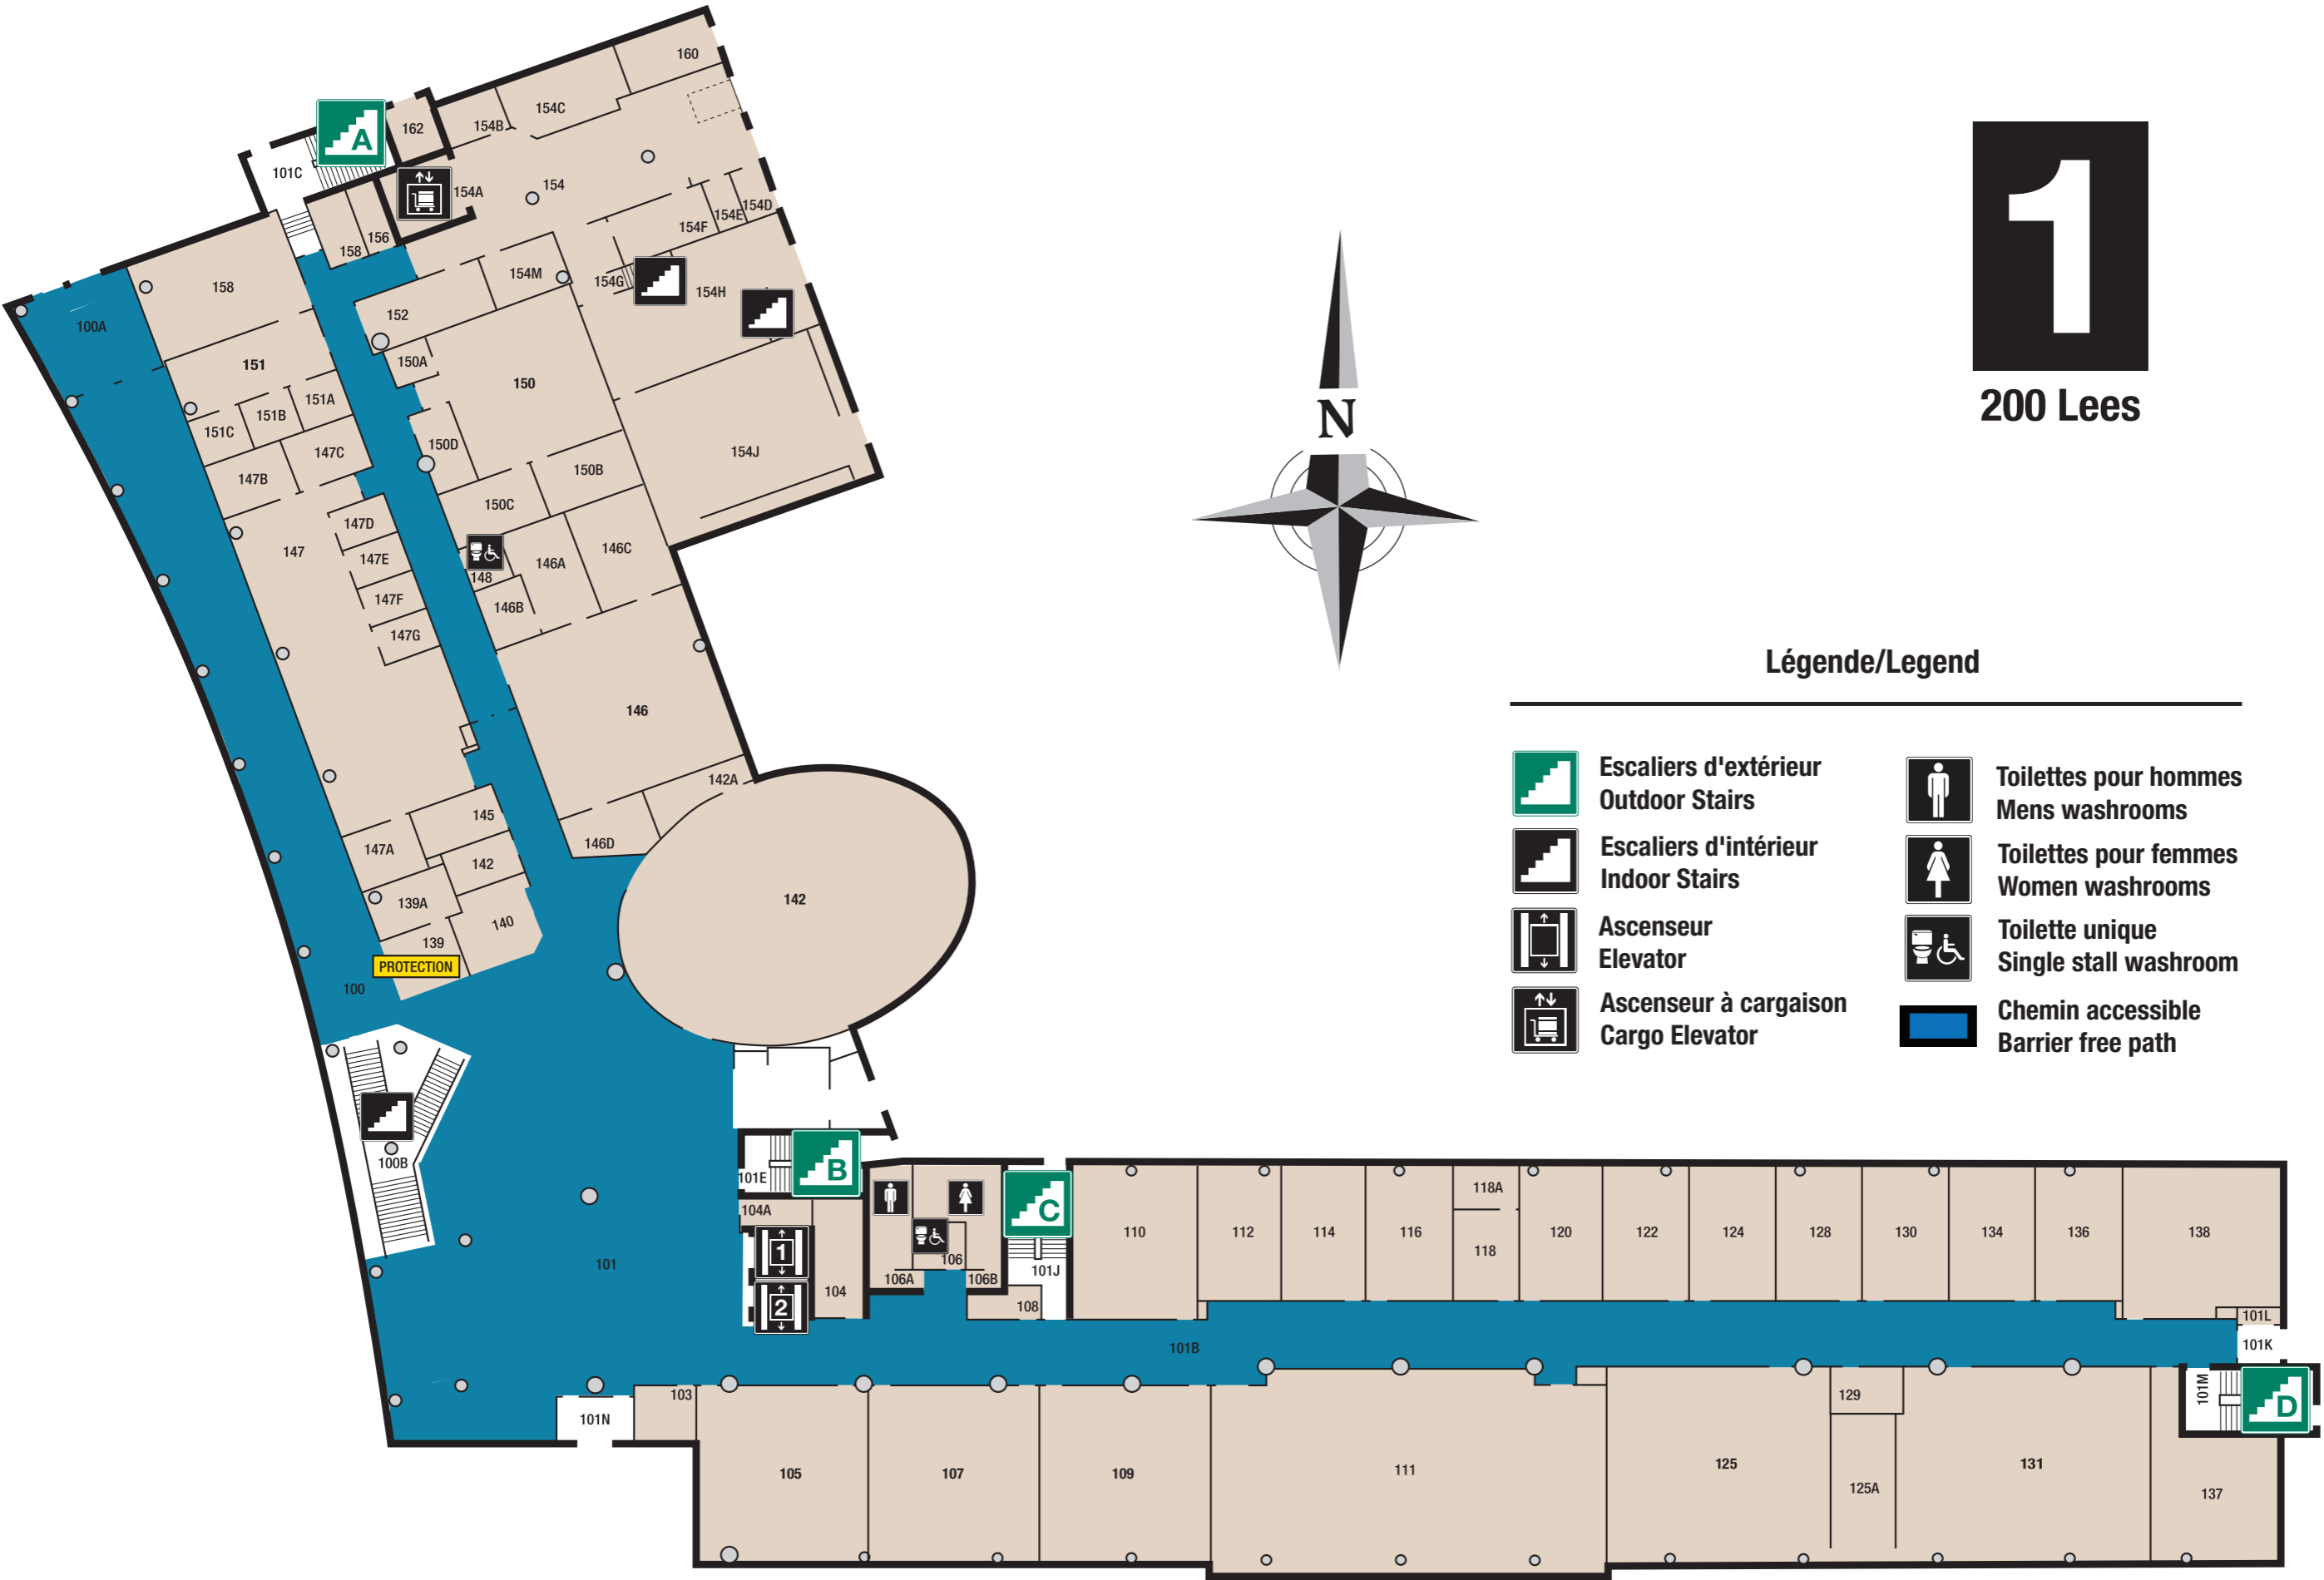 160
154C
154B
162
A
101C
154A
154
154D
154E
154F
156
158
154M
154G
154H
158
152
100A
151
150A
150
151A
151B
151C
150D
147C
154J
147B
150B
150C
147D
147
147E
146C
146A
148
147F
146B
147G
146
142A
145
146D
147A
142
142
139A
140
139
PROTECTION
100
100B
101E
B
104A
1
2
104
101
106A
106
106B
C
101J
108
110
112
114
116
118A
118
120
122
124
128
130
134
136
138
101L
101K
101B
101M
D
103
101N
105
107
109
111
125
129
125A
131
137
N
1
200 Lees
Légende/Legend
Escaliers d'extérieur
Outdoor Stairs
Escaliers d'intérieur
Indoor Stairs
Ascenseur
Elevator
Ascenseur à cargaison
Cargo Elevator
Toilettes pour hommes
Mens washrooms
Toilettes pour femmes
Women washrooms
Toilette unique
Single stall washroom
Chemin accessible
Barrier free path